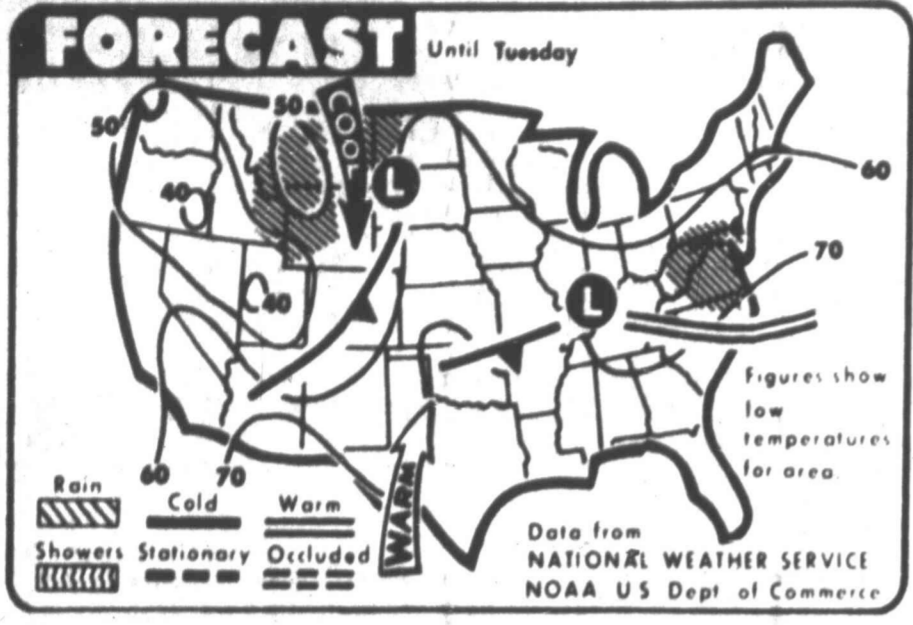 FORECAST
Until Tuesday
50
50
COOL
60
40
L
70
40
L
Figures show
low
temperatures
for area.
60
70
WARM
Rain
Cold
Warm
Showers
Stationary
Occluded
Data from
NATIONAL WEATHER SERVICE
NOAA US Dept of Commerce